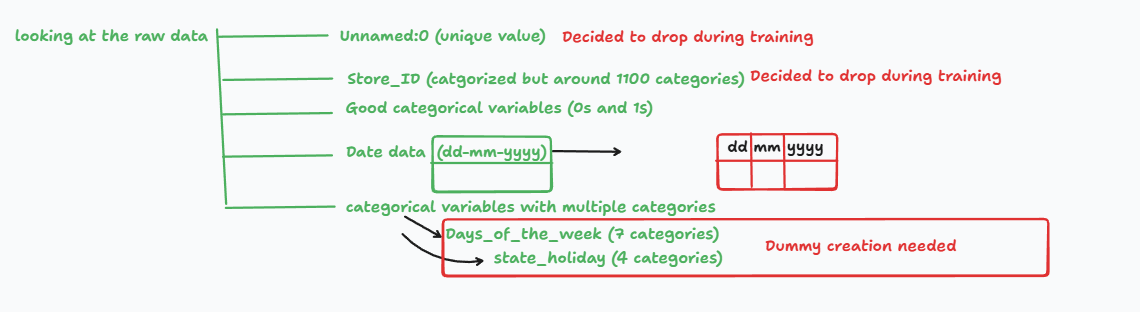 looking at the raw data
Unnamed:0 (unique value) Decided to drop during training
Store_ID (catgorized but around 1100 categories) Decided to drop during training
Good categorical variables (0s and 1s)
Date data (dd-mm-yyyy) dd mm yyyy
categorical variables with multiple categories
Days_of_the_week (7 categories)
Dummy creation needed
state_holiday (4 categories)